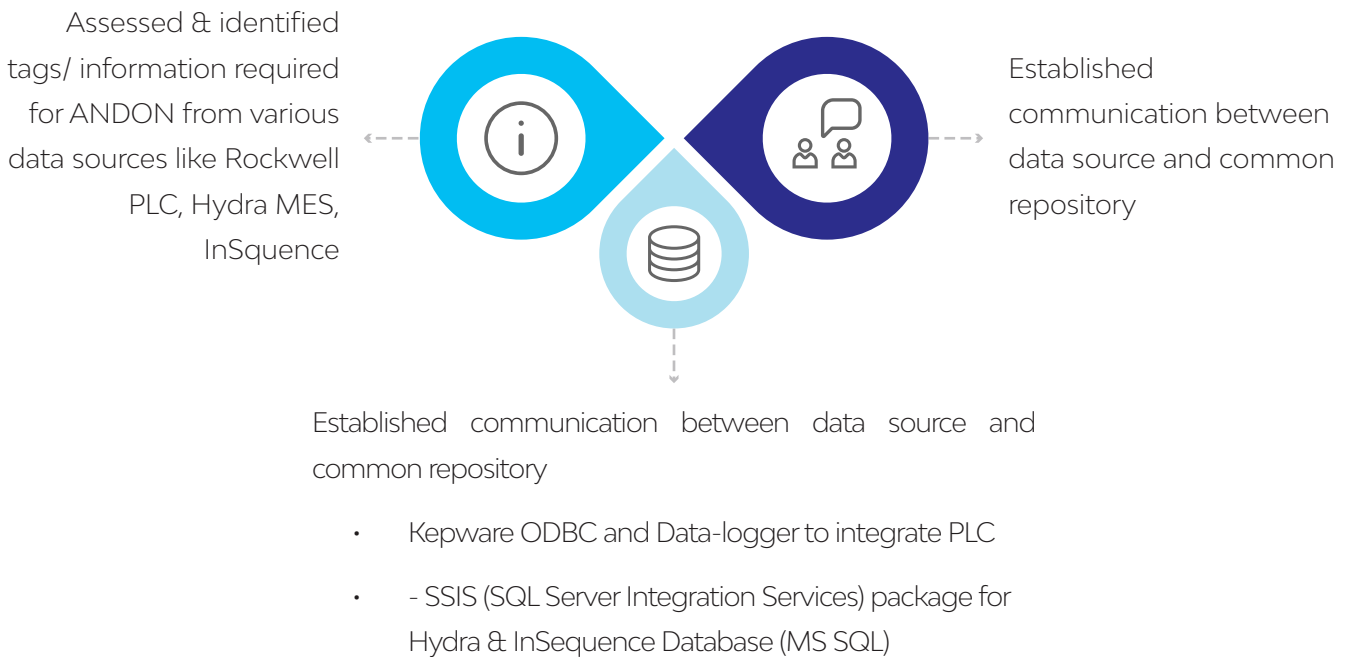 Assessed & identified
tags/ information required
for ANDON from various
data sources like Rockwell
PLC, Hydra MES,
InSquence
Established
communication between
data source and common
repository
Established communication between data source and
common repository
• Kepware ODBC and Data-logger to integrate PLC
• - SSIS (SQL Server Integration Services) package for
Hydra & InSequence Database (MS SQL)